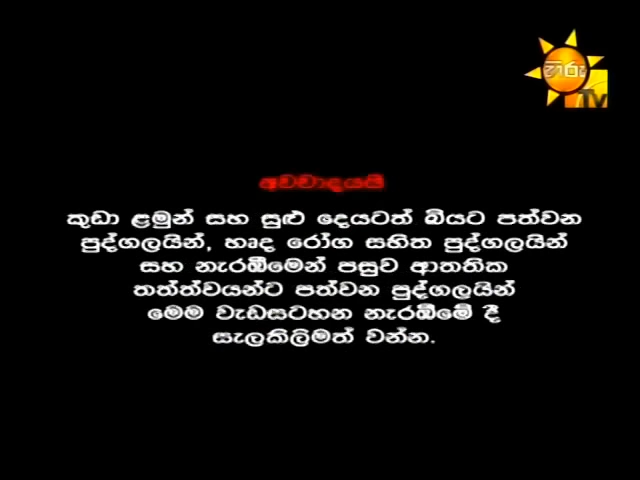 හිරු
TV
අවවාදයයි
කුඩා ළමුන් සහ සුළු දෙයටත් බියට පත්වන
පුද්ගලයින්, හෘද රෝග සහිත පුද්ගලයින්
සහ නැරඹීමෙන් පසුව ආතතික
තත්ත්වයන්ට පත්වන පුද්ගලයින්
මෙම වැඩසටහන නැරඹීමේ දී
සැලකිලිමත් වන්න.